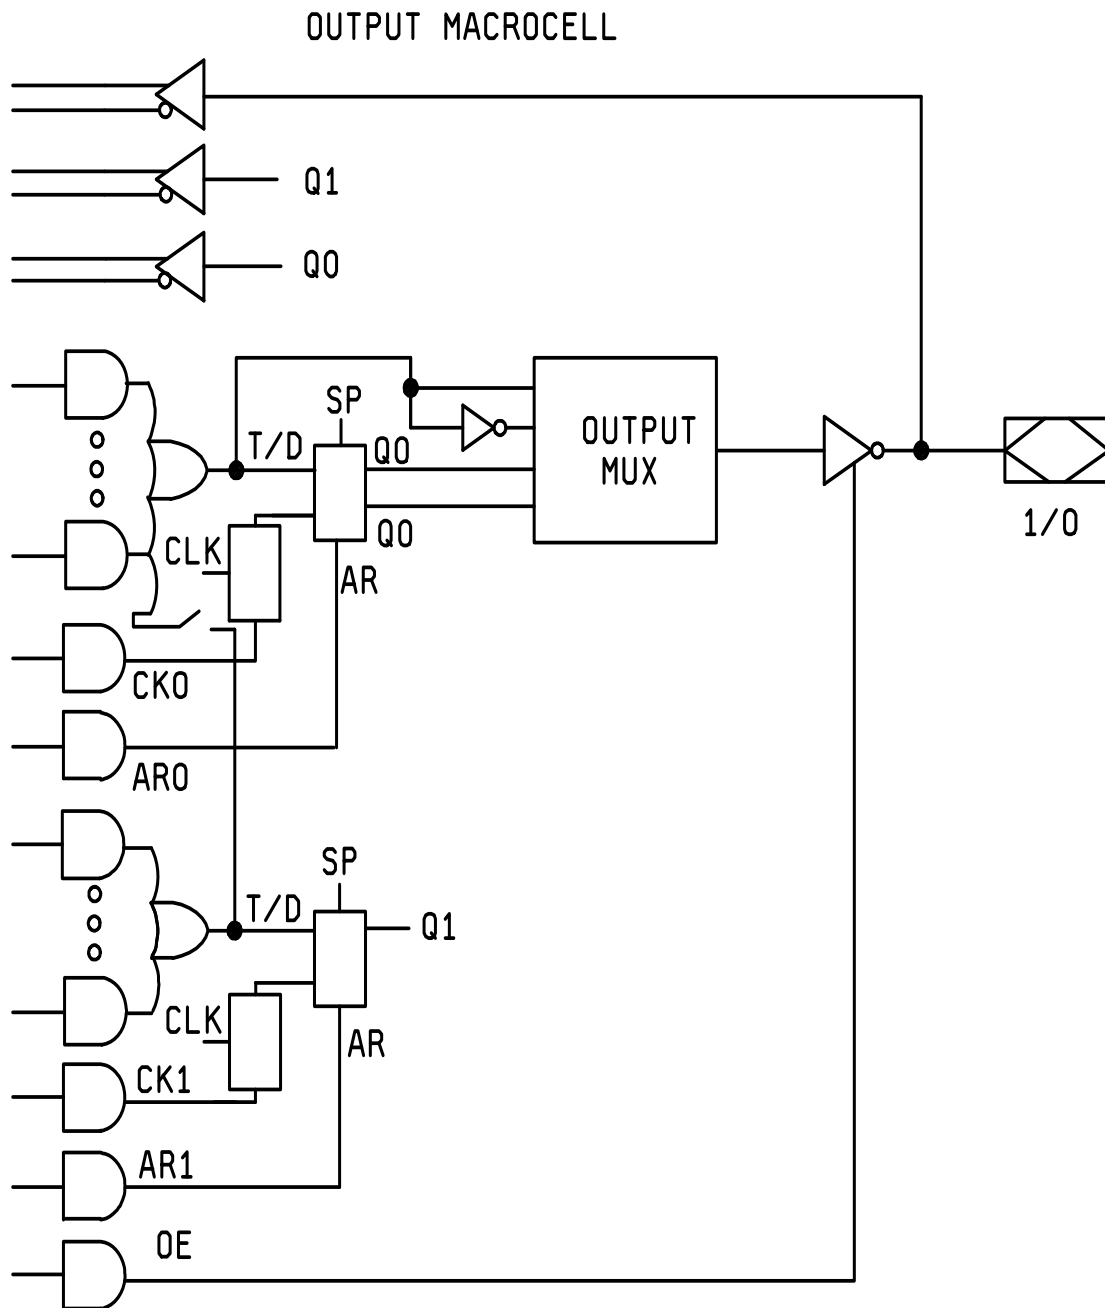 OUTPUT MACROCELL
Q1
Q0
SP
T/D
Q0
OUTPUT
MUX
Q0
1/0
CLK
AR
CK0
AR0
SP
T/D
Q1
CLK
AR
CK1
AR1
OE